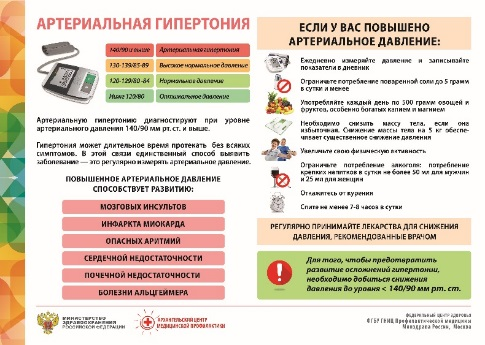 АРТЕРИАЛЬНАЯ ГИПЕРТОНИЯ
140/90 и выше Артериальная гипертония
130-139/85-89 Высокое нормальное давление
120-129/80-84 Нормальное давление
Ниже 120/80 Оптимальное давление
Артериальную гипертонию диагностируют при уровне
артериального давления 140/90 мм рт. ст. и выше.
Гипертония может длительное время протекать без всяких
симптомов. В этой связи единственный способ выявить
заболевание — это регулярно измерять артериальное давление.
ПОВЫШЕННОЕ АРТЕРИАЛЬНОЕ ДАВЛЕНИЕ
СПОСОБСТВУЕТ РАЗВИТИЮ:
МОЗГОВЫХ ИНСУЛЬТОВ
ИНФАРКТА МИОКАРДА
ОПАСНЫХ АРИТМИЙ
СЕРДЕЧНОЙ НЕДОСТАТОЧНОСТИ
ПОЧЕЧНОЙ НЕДОСТАТОЧНОСТИ
БОЛЕЗНИ АЛЬЦГЕЙМЕРА
МИНИСТЕРСТВО
ЗДРАВООХРАНЕНИЯ
РОССИЙСКОЙ ФЕДЕРАЦИИ
АРХАНГЕЛЬСКИЙ ЦЕНТР
МЕДИЦИНСКОЙ ПРОФИЛАКТИКИ
ЕСЛИ У ВАС ПОВЫШЕНО
АРТЕРИАЛЬНОЕ ДАВЛЕНИЕ:
Ежедневно измеряйте давление и записывайте
показатели в дневник
Ограничьте потребление поваренной соли до 5 грамм
в сутки и менее
Употребляйте каждый день по 500 грамм овощей и
фруктов, особенно богатых калием и магнием
Необходимо снизить массу тела, если она
избыточная. Снижение массы тела на 5 кг обеспе-
чивает существенное снижение давления
Увеличьте свою физическую активность
Ограничьте потребление алкоголя: потребление
крепких напитков в сутки не более 50 мл для мужчин
и 25 мл для женщин
Откажитесь от курения
Спите не менее 7-8 часов в сутки
РЕГУЛЯРНО ПРИНИМАЙТЕ ЛЕКАРСТВА ДЛЯ СНИЖЕНИЯ
ДАВЛЕНИЯ, РЕКОМЕНДОВАННЫЕ ВРАЧОМ
Для того, чтобы предотвратить
развитие осложнений гипертонии,
необходимо добиться снижения
давления до уровня < 140/90 мм рт. ст.
ФЕДЕРАЛЬНЫЙ ЦЕНТР ЗДОРОВЬЯ
ФГБУ ГНИЦ Профилактической медицины
Минздрава России, Москва